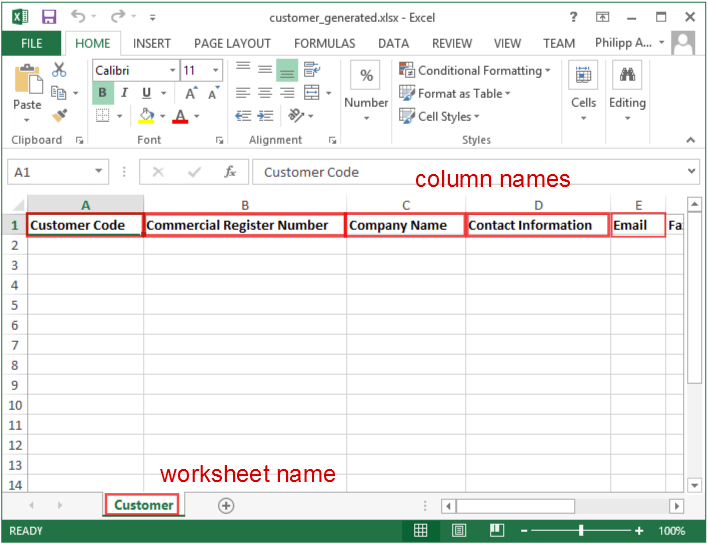 customer_generated.xlsx - Excel
?
FILE HOME INSERT PAGE LAYOUT FORMULAS DATA REVIEW VIEW TEAM Philipp A...
Calibri 11
Paste
B I U A A
A
%
Number
Conditional Formatting
Format as Table
Cell Styles
Cells
Editing
Clipboard Font Alignment Styles
A1 fx Customer Code
column names
A B C D E
1 Customer Code Commercial Register Number Company Name Contact Information Email Fa
2
3
4
5
6
7
8
9
10
11
12
13
14
worksheet name
Customer
READY 100%